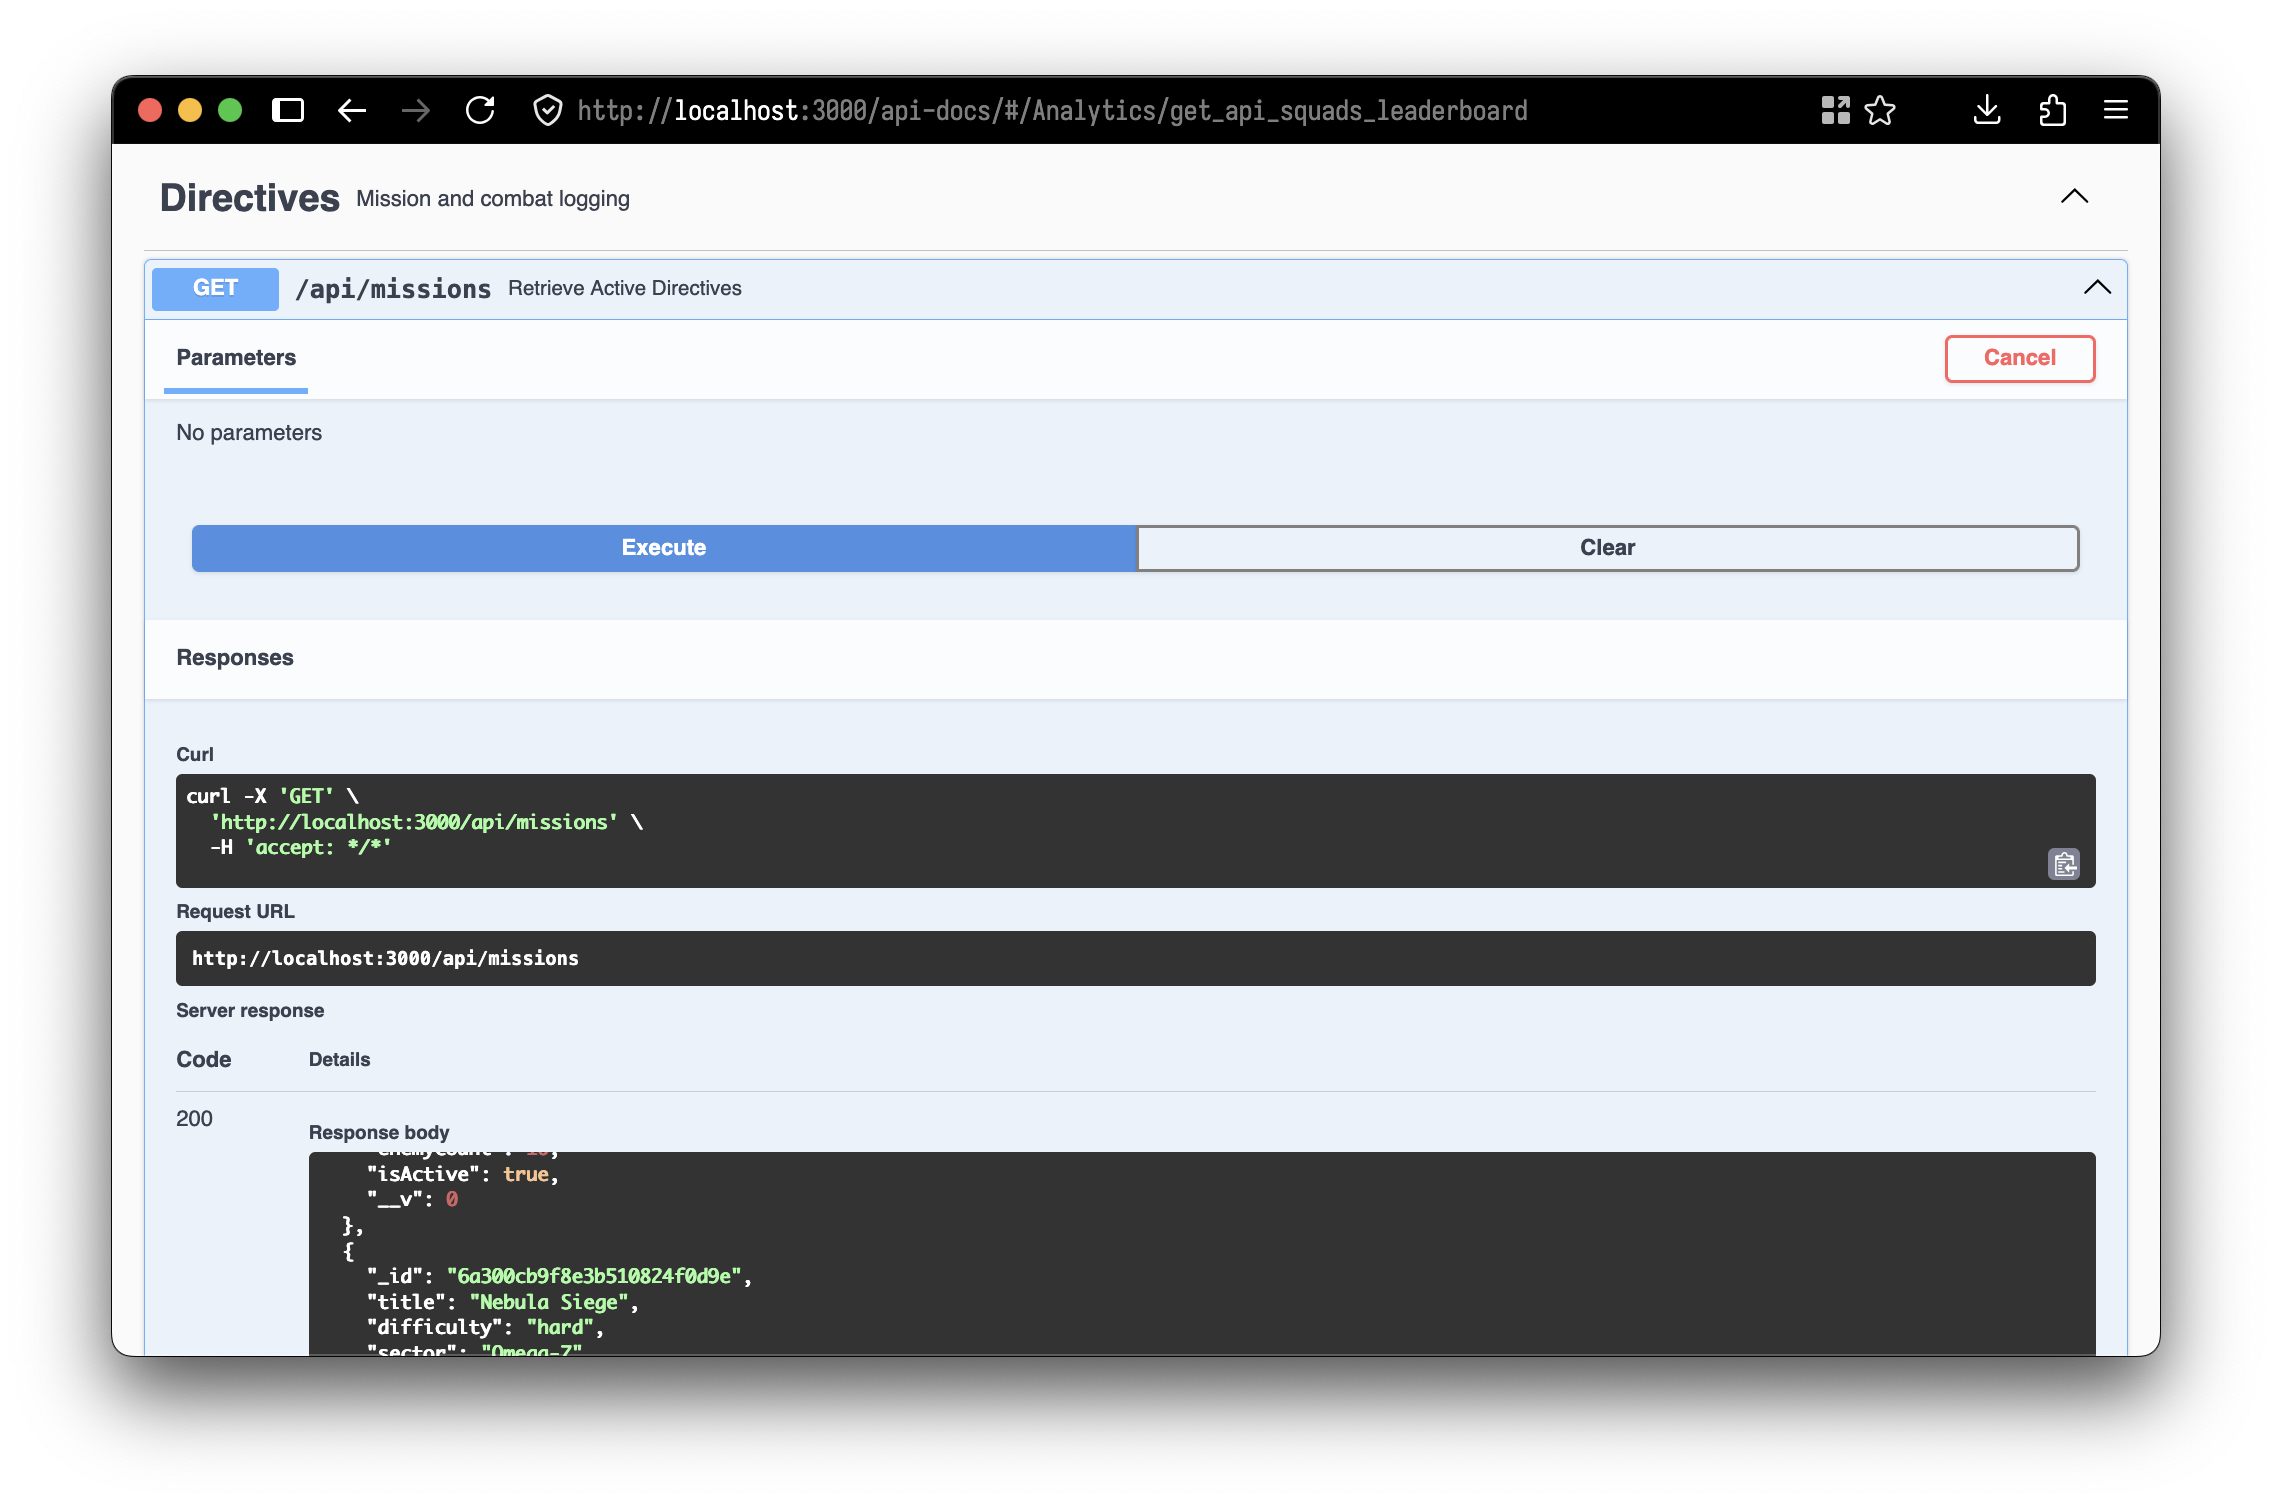 http://localhost:3000/api-docs/#/Analytics/get_api_squads_leaderboard
Directives Mission and combat logging
GET /api/missions Retrieve Active Directives
Parameters Cancel
No parameters
Execute Clear
Responses
Curl
curl -X 'GET' \
'http://localhost:3000/api/missions' \
-H 'accept: */*'
Request URL
http://localhost:3000/api/missions
Server response
Code Details
200
Response body
"isActive": true,
"__v": 0
},
{
"_id": "6a300cb9f8e3b510824f0d9e",
"title": "Nebula Siege",
"difficulty": "hard",
"sector": "Omega-7"